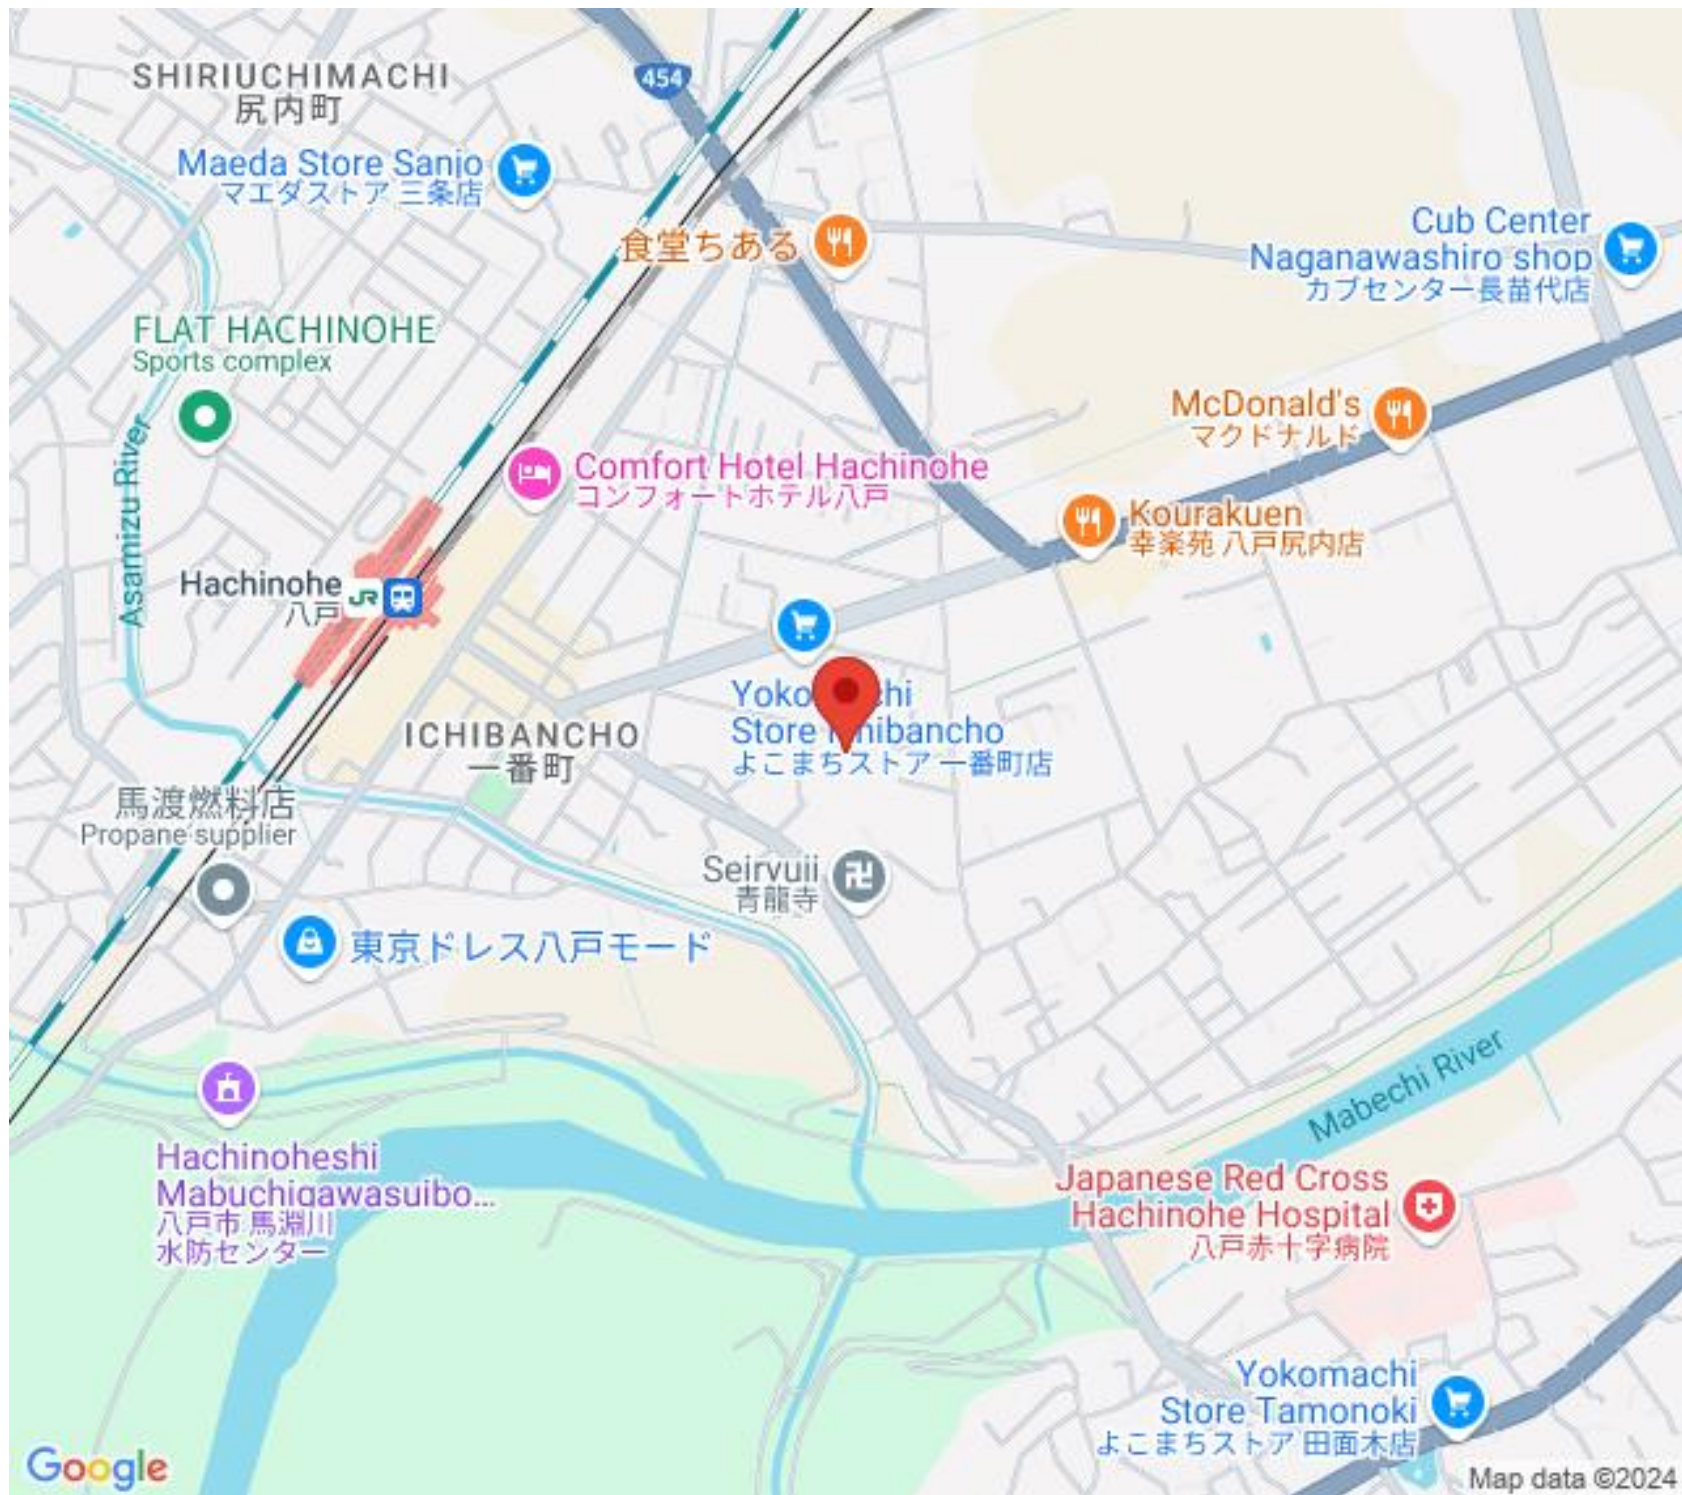 SHIRIUCHIMACHI
尻内町
454
Maeda Store Sanjo
マエダストア 三条店
食堂ちある
Cub Center
Naganawashiro shop
カブセンター長苗代店
FLAT HACHINOHE
Sports complex
McDonald's
マクドナルド
Comfort Hotel Hachinohe
コンフォートホテル八戸
Kourakuen
幸楽苑 八戸尻内店
Asamizu River
Hachinohe
八戸
JR
Store
よこまちストア 一番町店
ICHIBANCHO
一番町
馬渡燃料店
Propane supplier
Seiryuji
青龍寺
東京ドレス八戸モード
Mabechi River
Hachinoheshi
Mabuchigawasuibo...
八戸市 馬淵川
水防センター
Japanese Red Cross
Hachinohe Hospital
八戸赤十字病院
Yokomachi
Store Tamonoki
よこまちストア 田面木店
Google
Map data ©2024